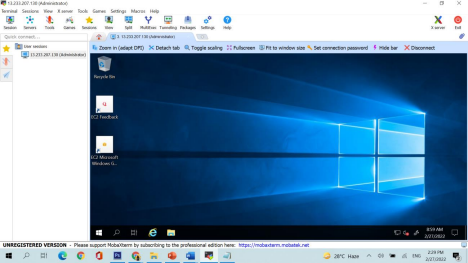 13.233.207.130 (Administrator)
Terminal Sessions View X server Tools Games Settings Macros Help
Session Servers Tools Games Sessions View Split MultiExec Tunneling Packages Settings Help
X server Exit
Quick connect...
1. 13.233.207.130 (Administrator)
User sessions
13.233.207.130 (Administrator)
Zoom in (adapt DPI) Detach tab Toggle scaling Fullscreen Fit to window size Set connection password Hide bar Disconnect
Recycle Bin
EC2 Feedback
EC2 Microsoft
Windows G...
8:59 AM
2/27/2022
UNREGISTERED VERSION - Please support MobaXterm by subscribing to the professional edition here: https://mobaxterm.mobatek.net
28°C Haze
ENG
2:29 PM
2/27/2022